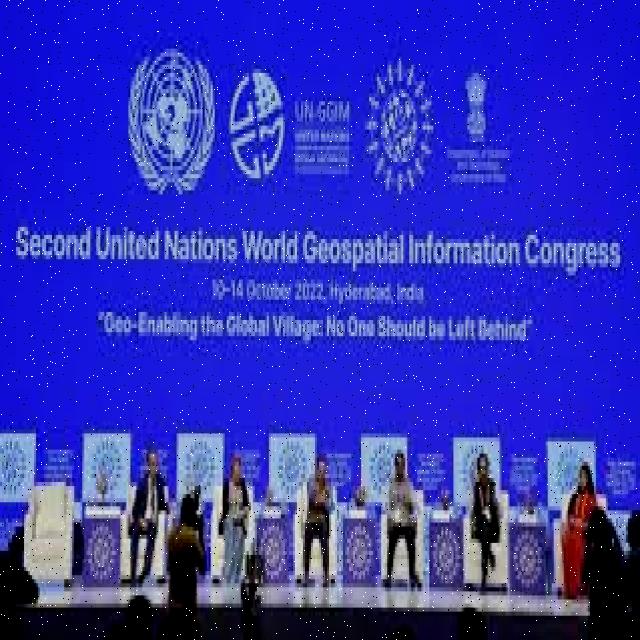 UN-GGIM
Second United Nations World Geospatial Information Congress
10-14 October 2022, Hyderabad, India
"Geo-Enabling the Global Village: No One Should be Left Behind"